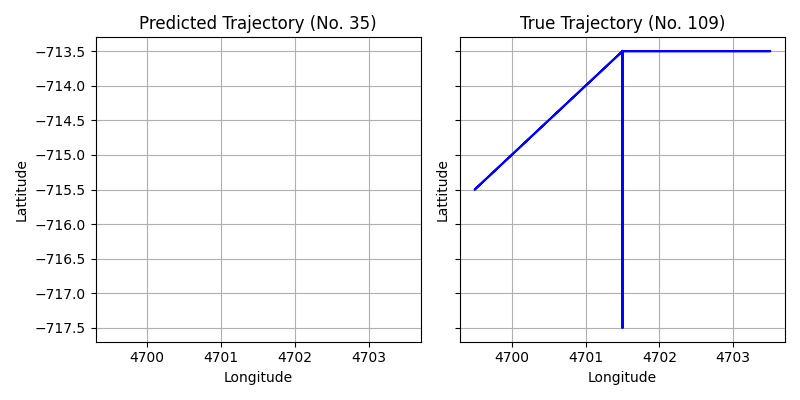 Predicted Trajectory (No. 35)
Lattitude
−713.5
−714.0
−714.5
−715.0
−715.5
−716.0
−716.5
−717.0
−717.5
4700 4701 4702 4703
Longitude
True Trajectory (No. 109)
Lattitude
4700 4701 4702 4703
Longitude